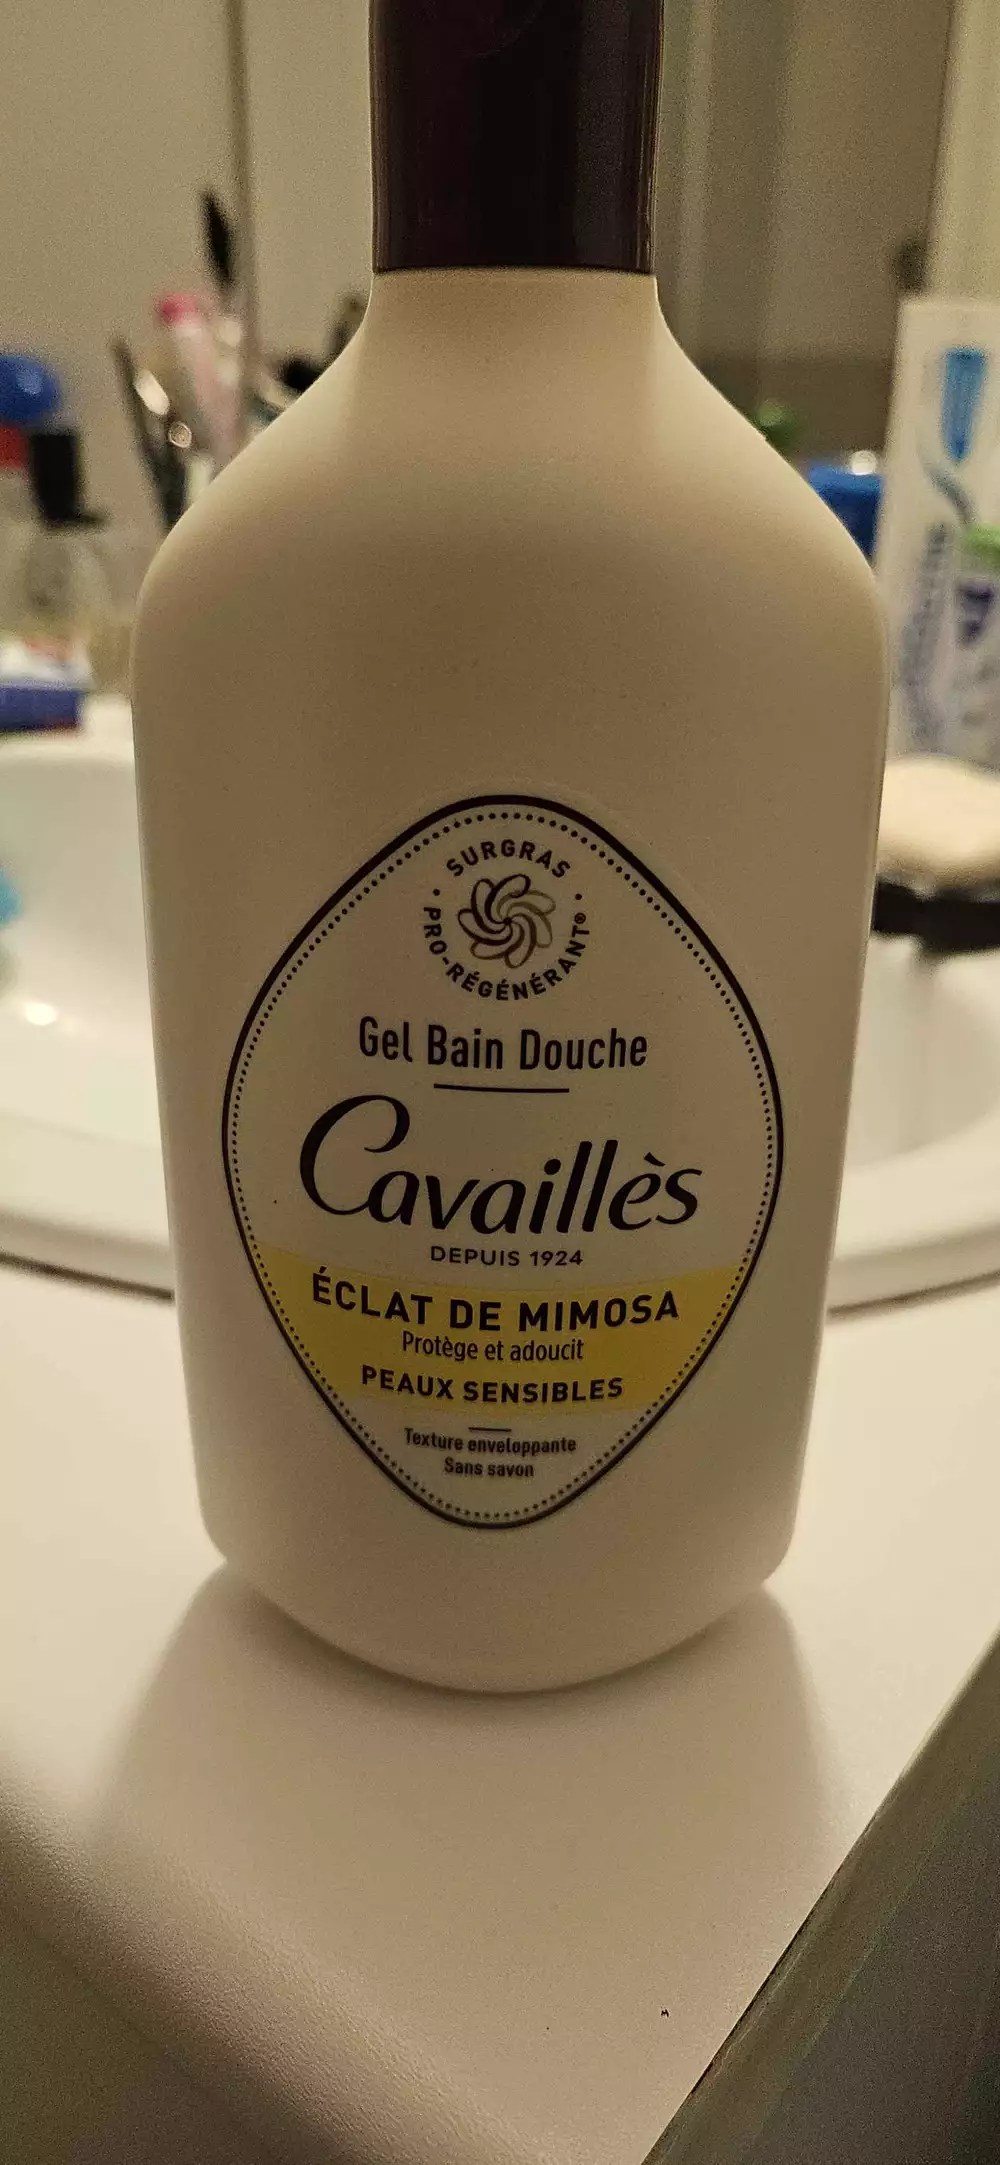 SURGRAS
PRO-RÉGÉNÉRANT®
Gel Bain Douche
Cavaillès
DEPUIS 1924
ÉCLAT DE MIMOSA
Protège et adoucit
PEAUX SENSIBLES
Texture enveloppante
Sans savon